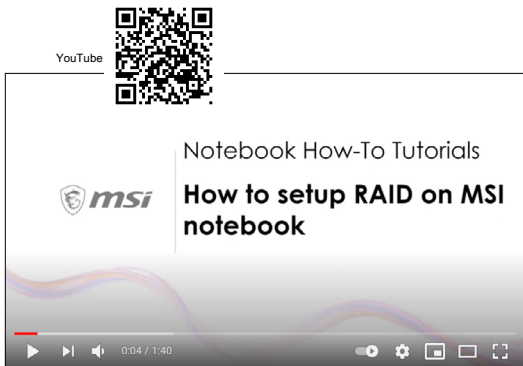 YouTube
Notebook How-To Tutorials
msi
How to setup RAID on MSI
notebook
0:04 / 1:40